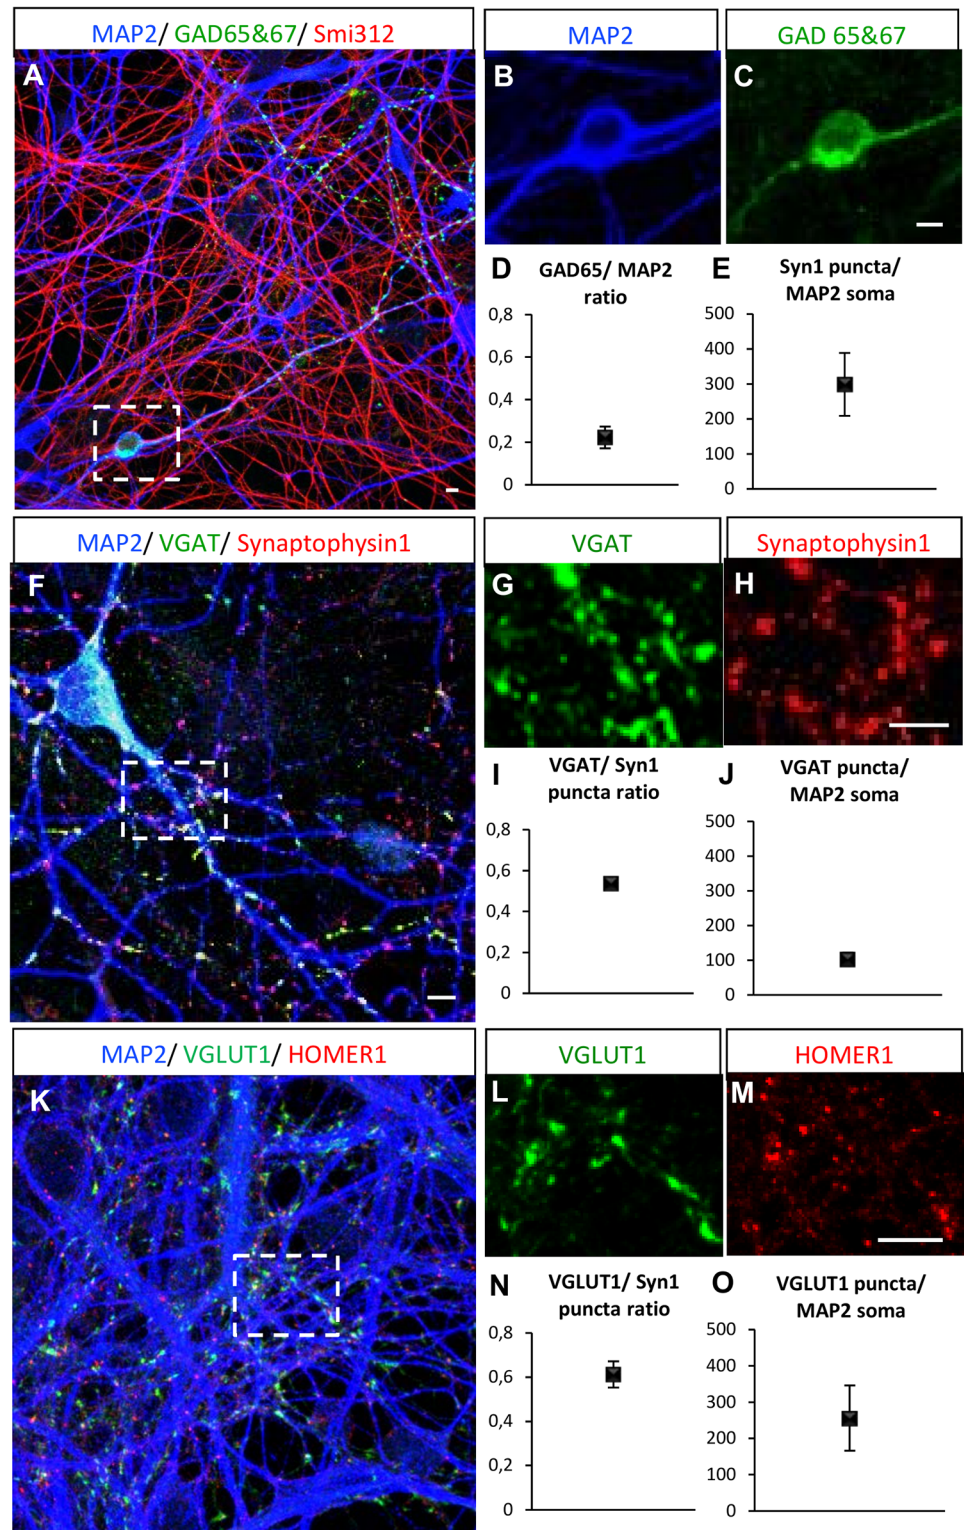 MAP2/ GAD65&67/ Smi312
MAP2
GAD 65&67
A
B
C
D
GAD65/ MAP2
ratio
0,8
0,6
0,4
0,2
0
E
Syn1 puncta/
MAP2 soma
500
400
300
200
100
0
MAP2/ VGAT/ Synaptophysin1
VGAT
Synaptophysin1
F
G
H
I
VGAT/ Syn1
puncta ratio
0,8
0,6
0,4
0,2
0
J
VGAT puncta/
MAP2 soma
500
400
300
200
100
0
MAP2/ VGLUT1/ HOMER1
VGLUT1
HOMER1
K
L
M
N
VGLUT1/ Syn1
puncta ratio
0,8
0,6
0,4
0,2
0
O
VGLUT1 puncta/
MAP2 soma
500
400
300
200
100
0